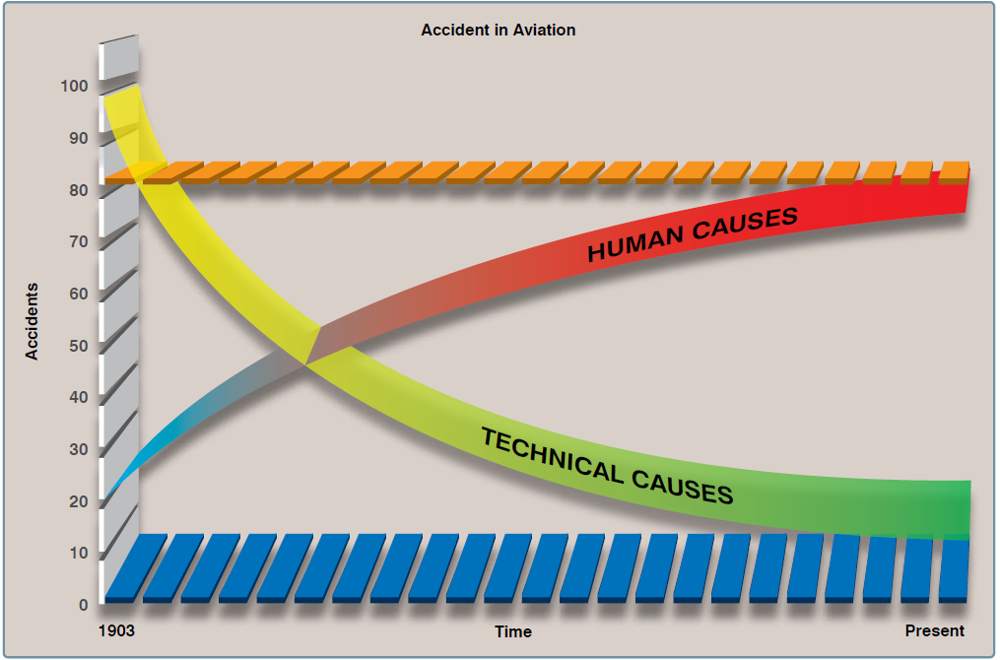 Accident in Aviation
100
90
80
70
60
50
40
30
20
10
0
Accidents
HUMAN CAUSES
TECHNICAL CAUSES
1903
Time
Present